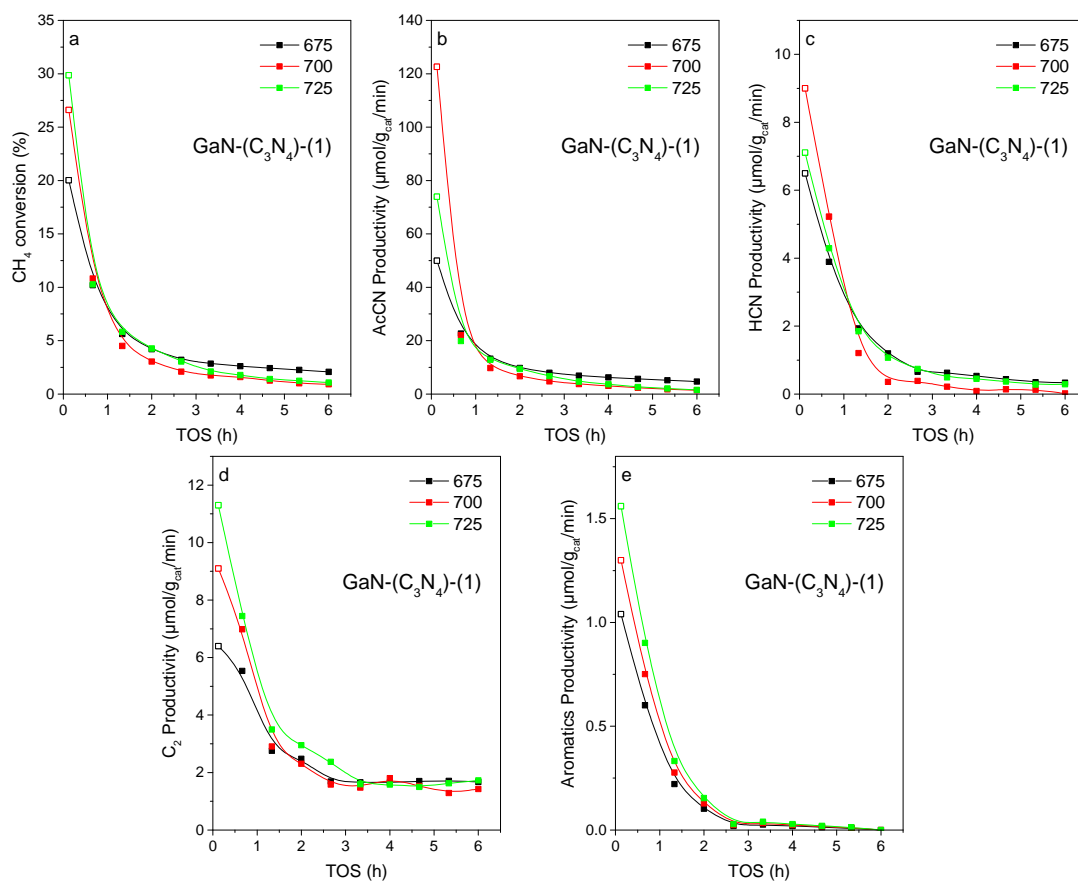 a
CH₄ conversion (%)
35
30
25
20
15
10
5
0
0 1 2 3 4 5 6
TOS (h)
675
700
725
GaN-(C₃N₄)-(1)
b
AcCN Productivity (µmol/g_cat/min)
140
120
100
80
60
40
20
0
0 1 2 3 4 5 6
TOS (h)
675
700
725
GaN-(C₃N₄)-(1)
c
HCN Productivity (µmol/g_cat/min)
10
8
6
4
2
0
0 1 2 3 4 5 6
TOS (h)
675
700
725
GaN-(C₃N₄)-(1)
d
C₂ Productivity (µmol/g_cat/min)
12
10
8
6
4
2
0
0 1 2 3 4 5 6
TOS (h)
675
700
725
GaN-(C₃N₄)-(1)
e
Aromatics Productivity (µmol/g_cat/min)
1.5
1.0
0.5
0.0
0 1 2 3 4 5 6
TOS (h)
675
700
725
GaN-(C₃N₄)-(1)